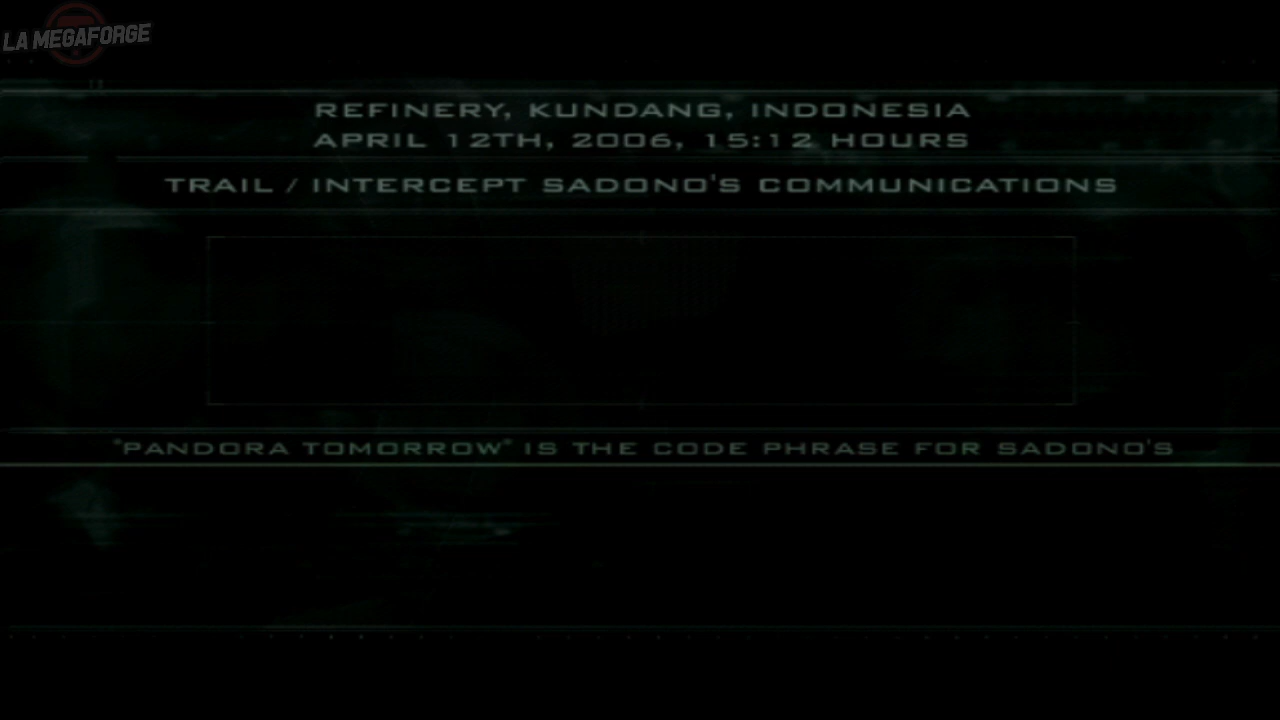 LA MEGAFORGE
REFINERY, KUNDANG, INDONESIA
APRIL 12TH, 2006, 15:12 HOURS
TRAIL / INTERCEPT SADONO'S COMMUNICATIONS
"PANDORA TOMORROW" IS THE CODE PHRASE FOR SADONO'S